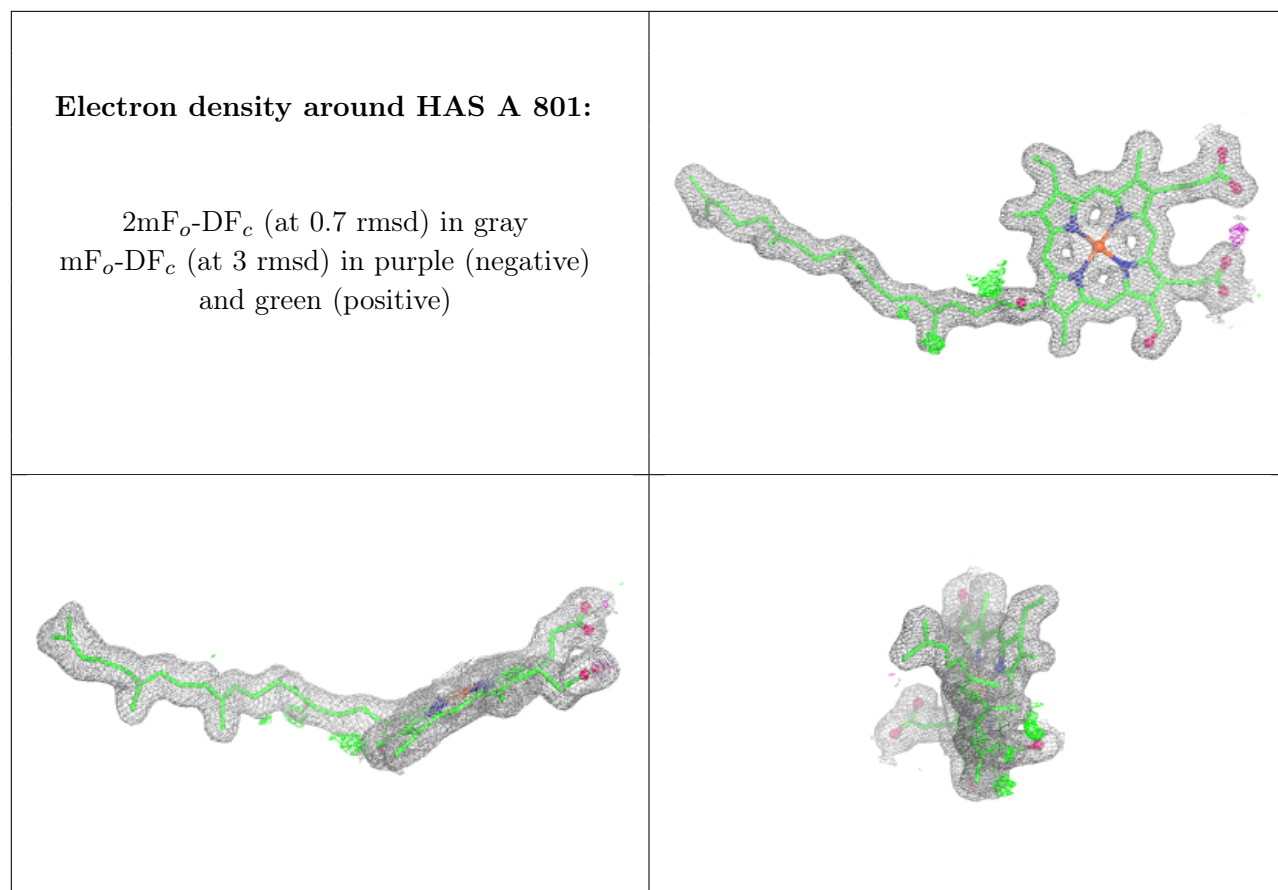 Electron density around HAS A 801:
2mFo-DFc (at 0.7 rmsd) in gray
mFo-DFc (at 3 rmsd) in purple (negative)
and green (positive)